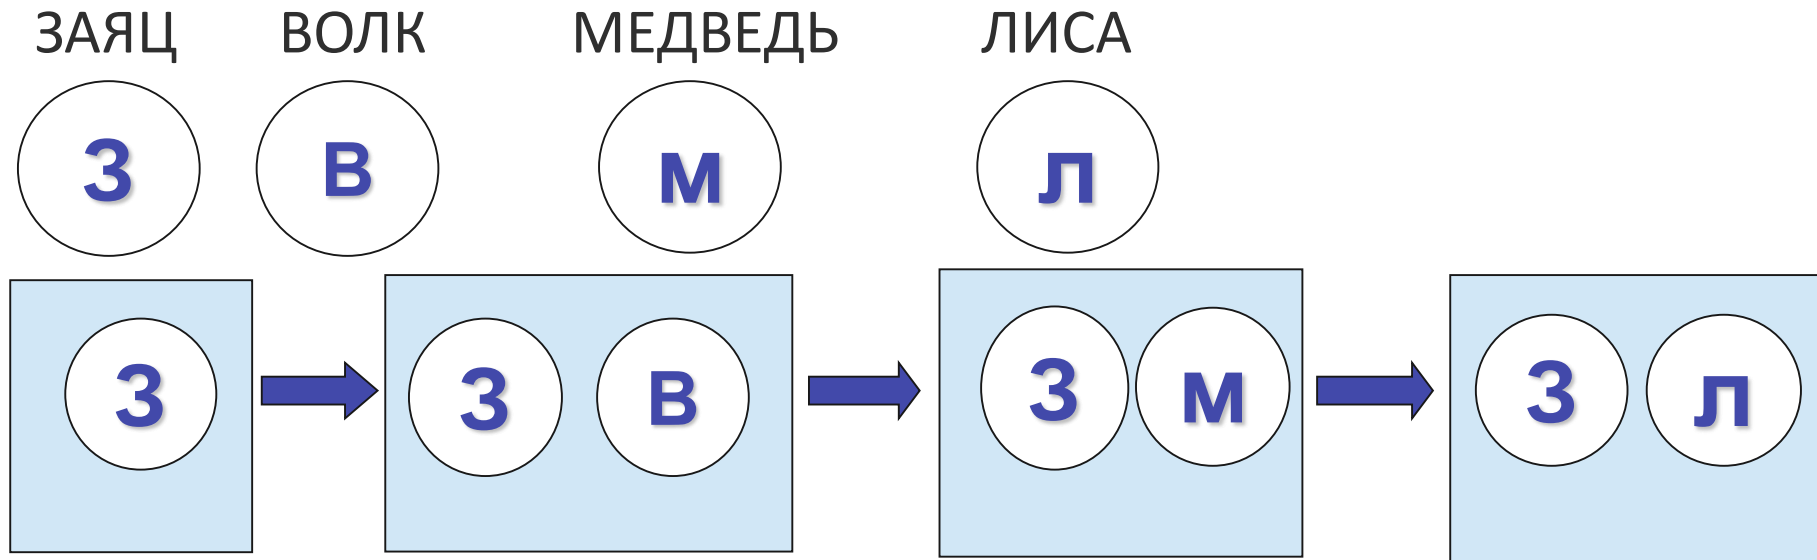 ЗАЯЦ ВОЛК МЕДВЕДЬ ЛИСА
З В м л
З З В З м З л